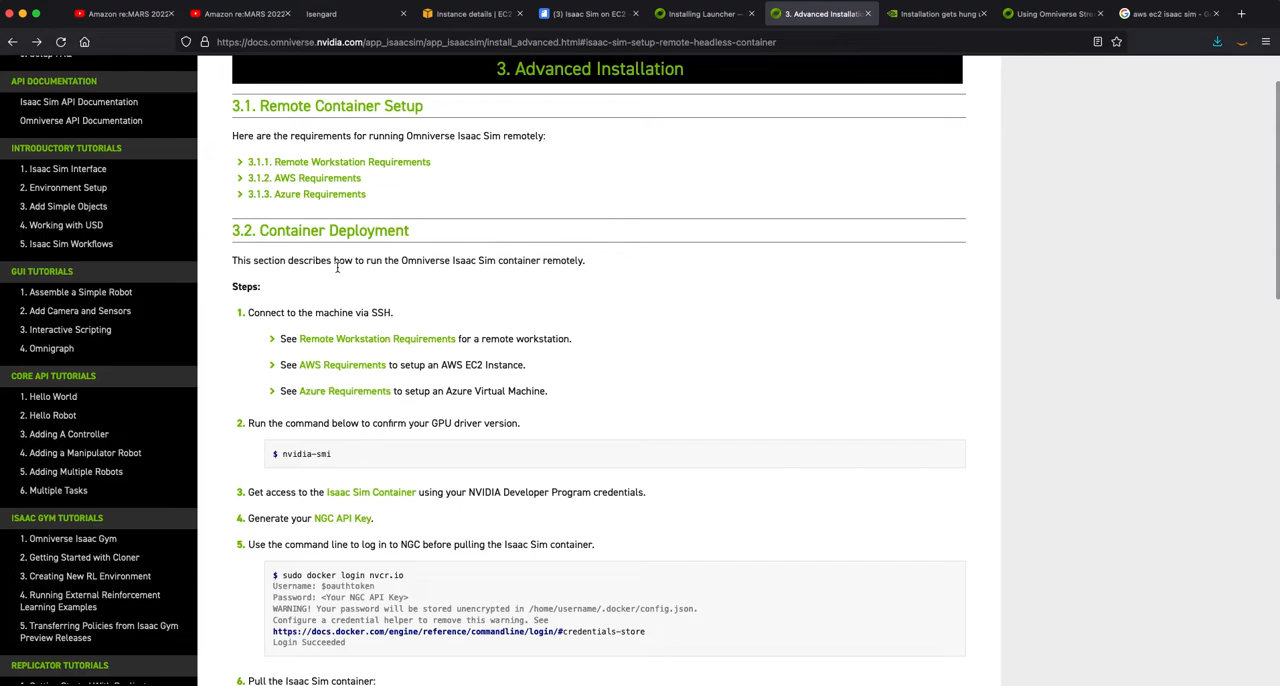 Amazon re:MARS 2022
Amazon re:MARS 2022
Isengard
Instance details | EC2
(3) Isaac Sim on EC2
Installing Launcher —
3. Advanced Installati
Installation gets hung
Using Omniverse Stre
aws ec2 isaac sim - G
https://docs.omniverse.nvidia.com/app_isaacsim/app_isaacsim/install_advanced.html#isaac-sim-setup-remote-headless-container
API DOCUMENTATION
Isaac Sim API Documentation
Omniverse API Documentation
INTRODUCTORY TUTORIALS
1. Isaac Sim Interface
2. Environment Setup
3. Add Simple Objects
4. Working with USD
5. Isaac Sim Workflows
GUI TUTORIALS
1. Assemble a Simple Robot
2. Add Camera and Sensors
3. Interactive Scripting
4. Omnigraph
CORE API TUTORIALS
1. Hello World
2. Hello Robot
3. Adding A Controller
4. Adding a Manipulator Robot
5. Adding Multiple Robots
6. Multiple Tasks
ISAAC GYM TUTORIALS
1. Omniverse Isaac Gym
2. Getting Started with Cloner
3. Creating New RL Environment
4. Running External Reinforcement
Learning Examples
5. Transferring Policies from Isaac Gym
Preview Releases
REPLICATOR TUTORIALS
3. Advanced Installation
3.1. Remote Container Setup
Here are the requirements for running Omniverse Isaac Sim remotely:
3.1.1. Remote Workstation Requirements
3.1.2. AWS Requirements
3.1.3. Azure Requirements
3.2. Container Deployment
This section describes how to run the Omniverse Isaac Sim container remotely.
Steps:
1. Connect to the machine via SSH.
See Remote Workstation Requirements for a remote workstation.
See AWS Requirements to setup an AWS EC2 Instance.
See Azure Requirements to setup an Azure Virtual Machine.
2. Run the command below to confirm your GPU driver version.
$ nvidia-smi
3. Get access to the Isaac Sim Container using your NVIDIA Developer Program credentials.
4. Generate your NGC API Key.
5. Use the command line to log in to NGC before pulling the Isaac Sim container.
$ sudo docker login nvcr.io
Username: $oauthtoken
Password: <Your NGC API Key>
WARNING! Your password will be stored unencrypted in /home/username/.docker/config.json.
Configure a credential helper to remove this warning. See
https://docs.docker.com/engine/reference/commandline/login/#credentials-store
Login Succeeded
6. Pull the Isaac Sim container: